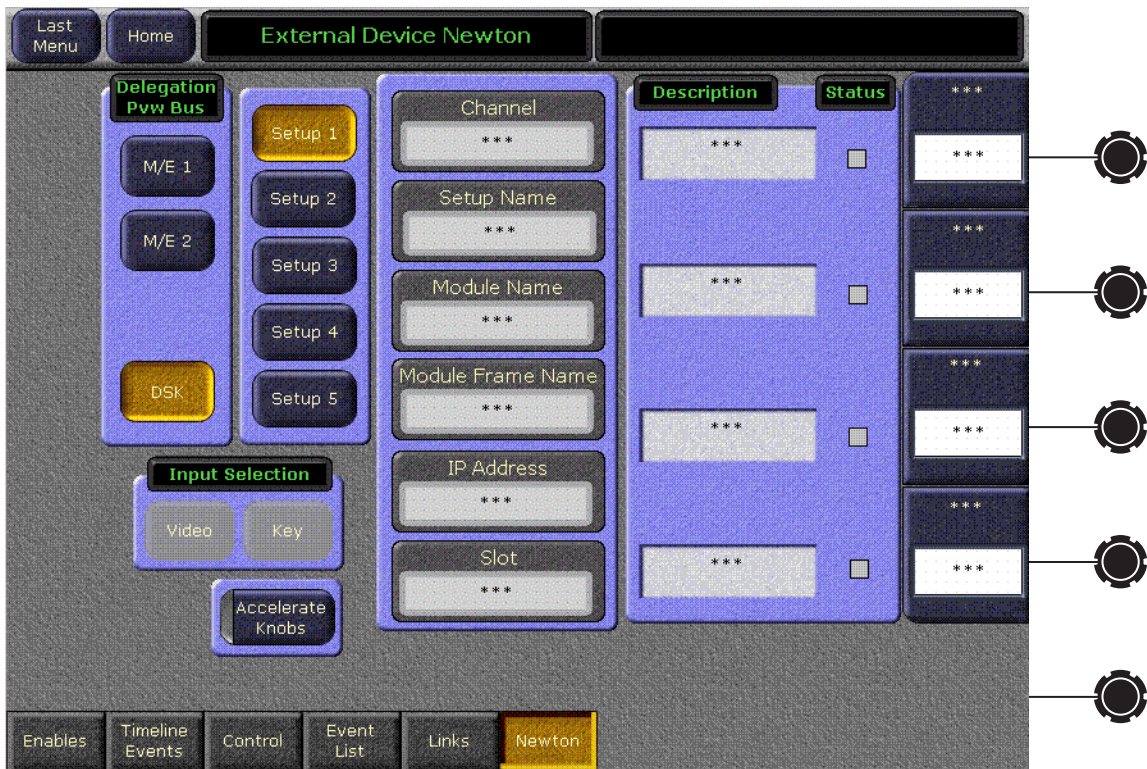 Last
Menu
Home
External Device Newton
Delegation
Pvw Bus
M/E 1
M/E 2
DSK
Setup 1
Setup 2
Setup 3
Setup 4
Setup 5
Input Selection
Video
Key
Accelerate
Knobs
Channel
***
Setup Name
***
Module Name
***
Module Frame Name
***
IP Address
***
Slot
***
Description
Status
***
***
***
***
***
***
***
***
***
***
***
***
Enables
Timeline
Events
Control
Event
List
Links
Newton